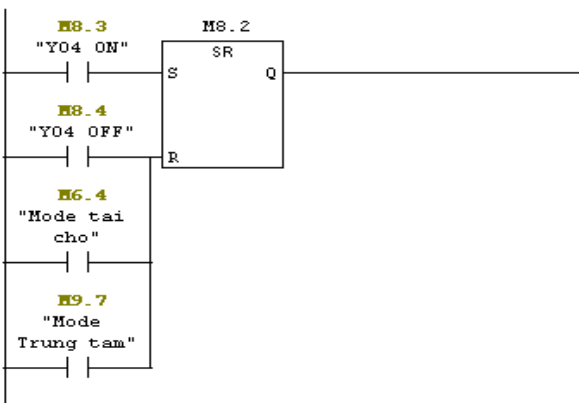 M8.3 M8.2
"Y04 ON" SR
S Q
M8.4
"Y04 OFF"
R
M6.4
"Mode tai
cho"
M9.7
"Mode
Trung tam"